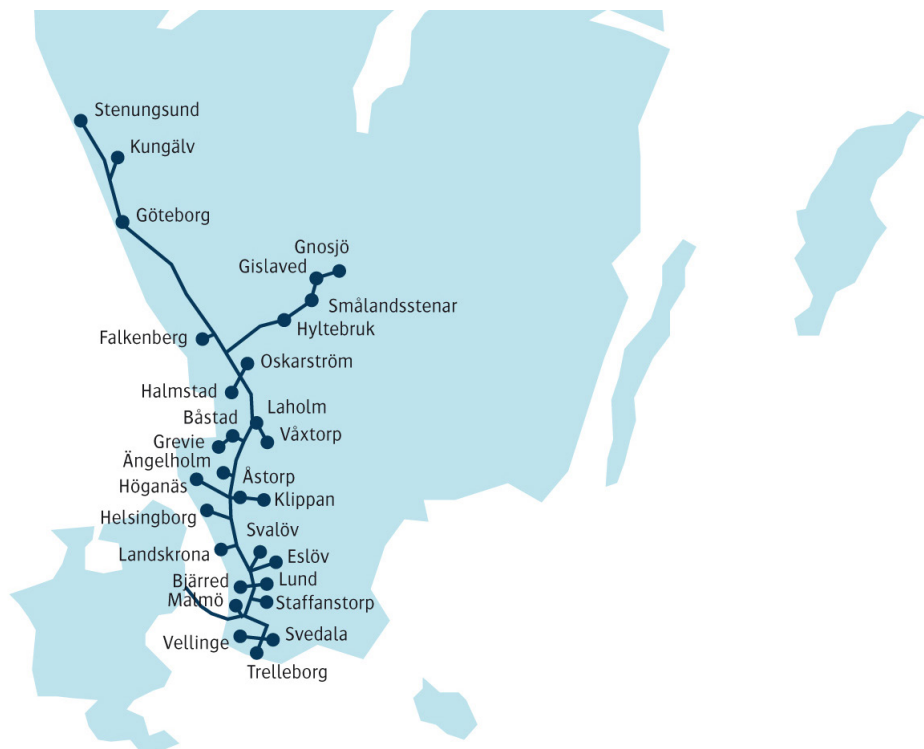 Stenungsund
Kungälv
Göteborg
Gnosjö
Gislaved
Smålandsstenar
Hyltebruk
Falkenberg
Oskarström
Halmstad
Laholm
Båstad
Våxtorp
Grevie
Ängelholm
Åstorp
Höganäs
Klippan
Helsingborg
Svalöv
Landskrona
Eslöv
Bjärred
Lund
Malmö
Staffanstorp
Vellinge
Svedala
Trelleborg